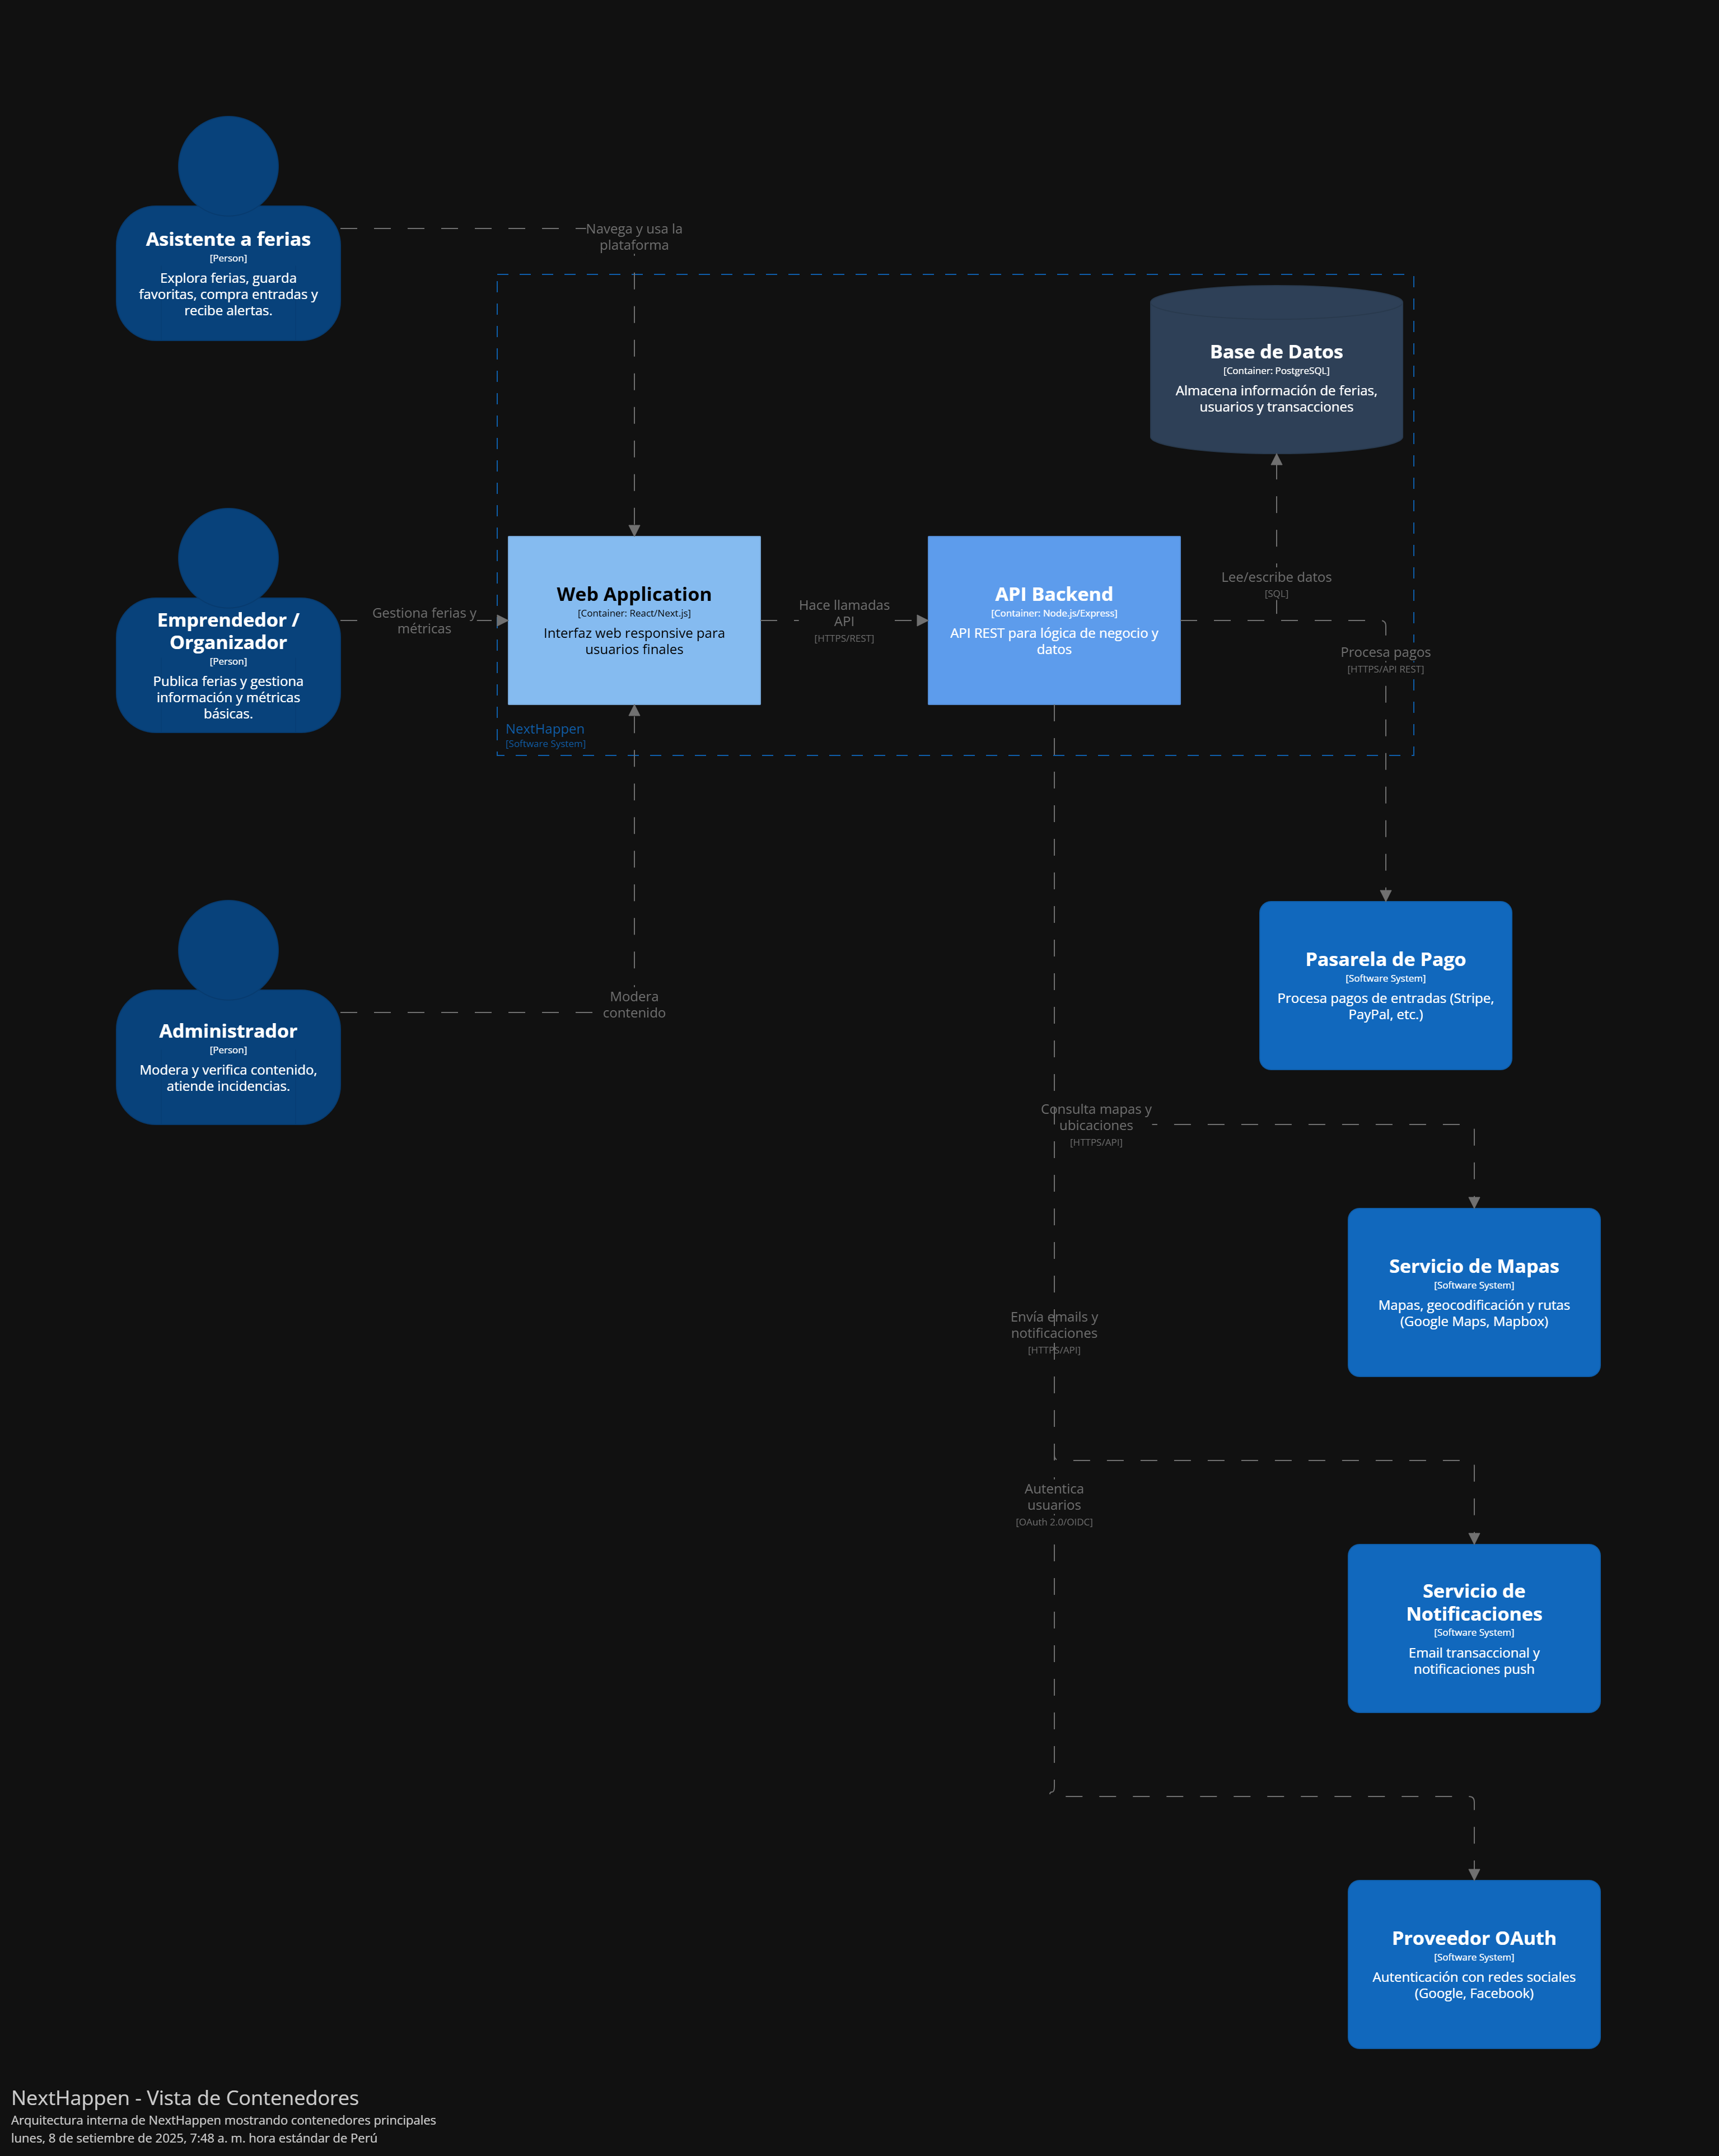 Asistente a ferias
[Person]
Explora ferias, guarda
favoritas, compra entradas y
recibe alertas.
Navega y usa la
plataforma
Base de Datos
[Container: PostgreSQL]
Almacena información de ferias,
usuarios y transacciones
Emprendedor /
Organizador
[Person]
Publica ferias y gestiona
información y métricas
básicas.
Gestiona ferias y
métricas
Web Application
[Container: React/Next.js]
Interfaz web responsive para
usuarios finales
Hace llamadas
API
[HTTPS/REST]
API Backend
[Container: Node.js/Express]
API REST para lógica de negocio y
datos
Lee/escribe datos
[SQL]
Procesa pagos
[HTTPS/API REST]
NextHappen
[Software System]
Administrador
[Person]
Modera y verifica contenido,
atiende incidencias.
Modera
contenido
Pasarela de Pago
[Software System]
Procesa pagos de entradas (Stripe,
PayPal, etc.)
Consulta mapas y
ubicaciones
[HTTPS/API]
Servicio de Mapas
[Software System]
Mapas, geocodificación y rutas
(Google Maps, Mapbox)
Envía emails y
notificaciones
[HTTPS/API]
Autentica
usuarios
[OAuth 2.0/OIDC]
Servicio de
Notificaciones
[Software System]
Email transaccional y
notificaciones push
Proveedor OAuth
[Software System]
Autenticación con redes sociales
(Google, Facebook)
NextHappen - Vista de Contenedores
Arquitectura interna de NextHappen mostrando contenedores principales
lunes, 8 de setiembre de 2025, 7:48 a. m. hora estándar de Perú